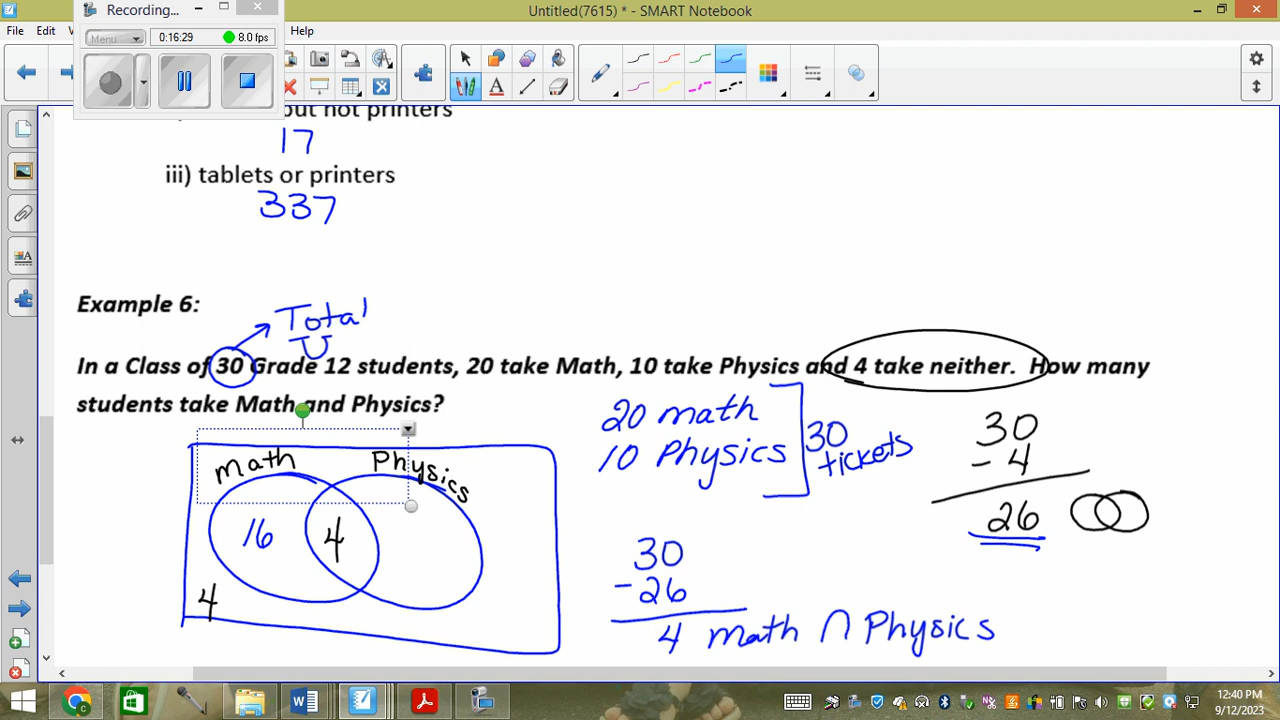 Recording...
Untitled(7615) * - SMART Notebook
Menu
0:16:29
8.0 fps
File
Ed
Help
but not printers
17
iii) tablets or printers
337
Example 6:
Total
U
In a Class of 30 Grade 12 students, 20 take Math, 10 take Physics and 4 take neither. How many
students take Math and Physics?
20 math
10 Physics
30
tickets
30
- 4
26
math
Physics
16
4
4
30
- 26
4 math ∩ Physics
12:40 PM
9/12/2023